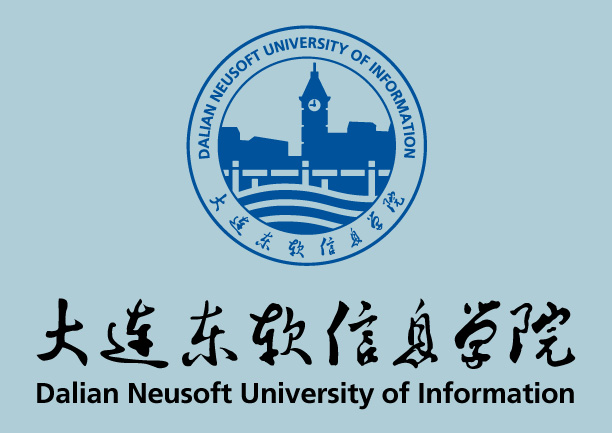 DALIAN NEUSOFT UNIVERSITY OF INFORMATION
大连东软信息学院
大连东软信息学院
Dalian Neusoft University of Information